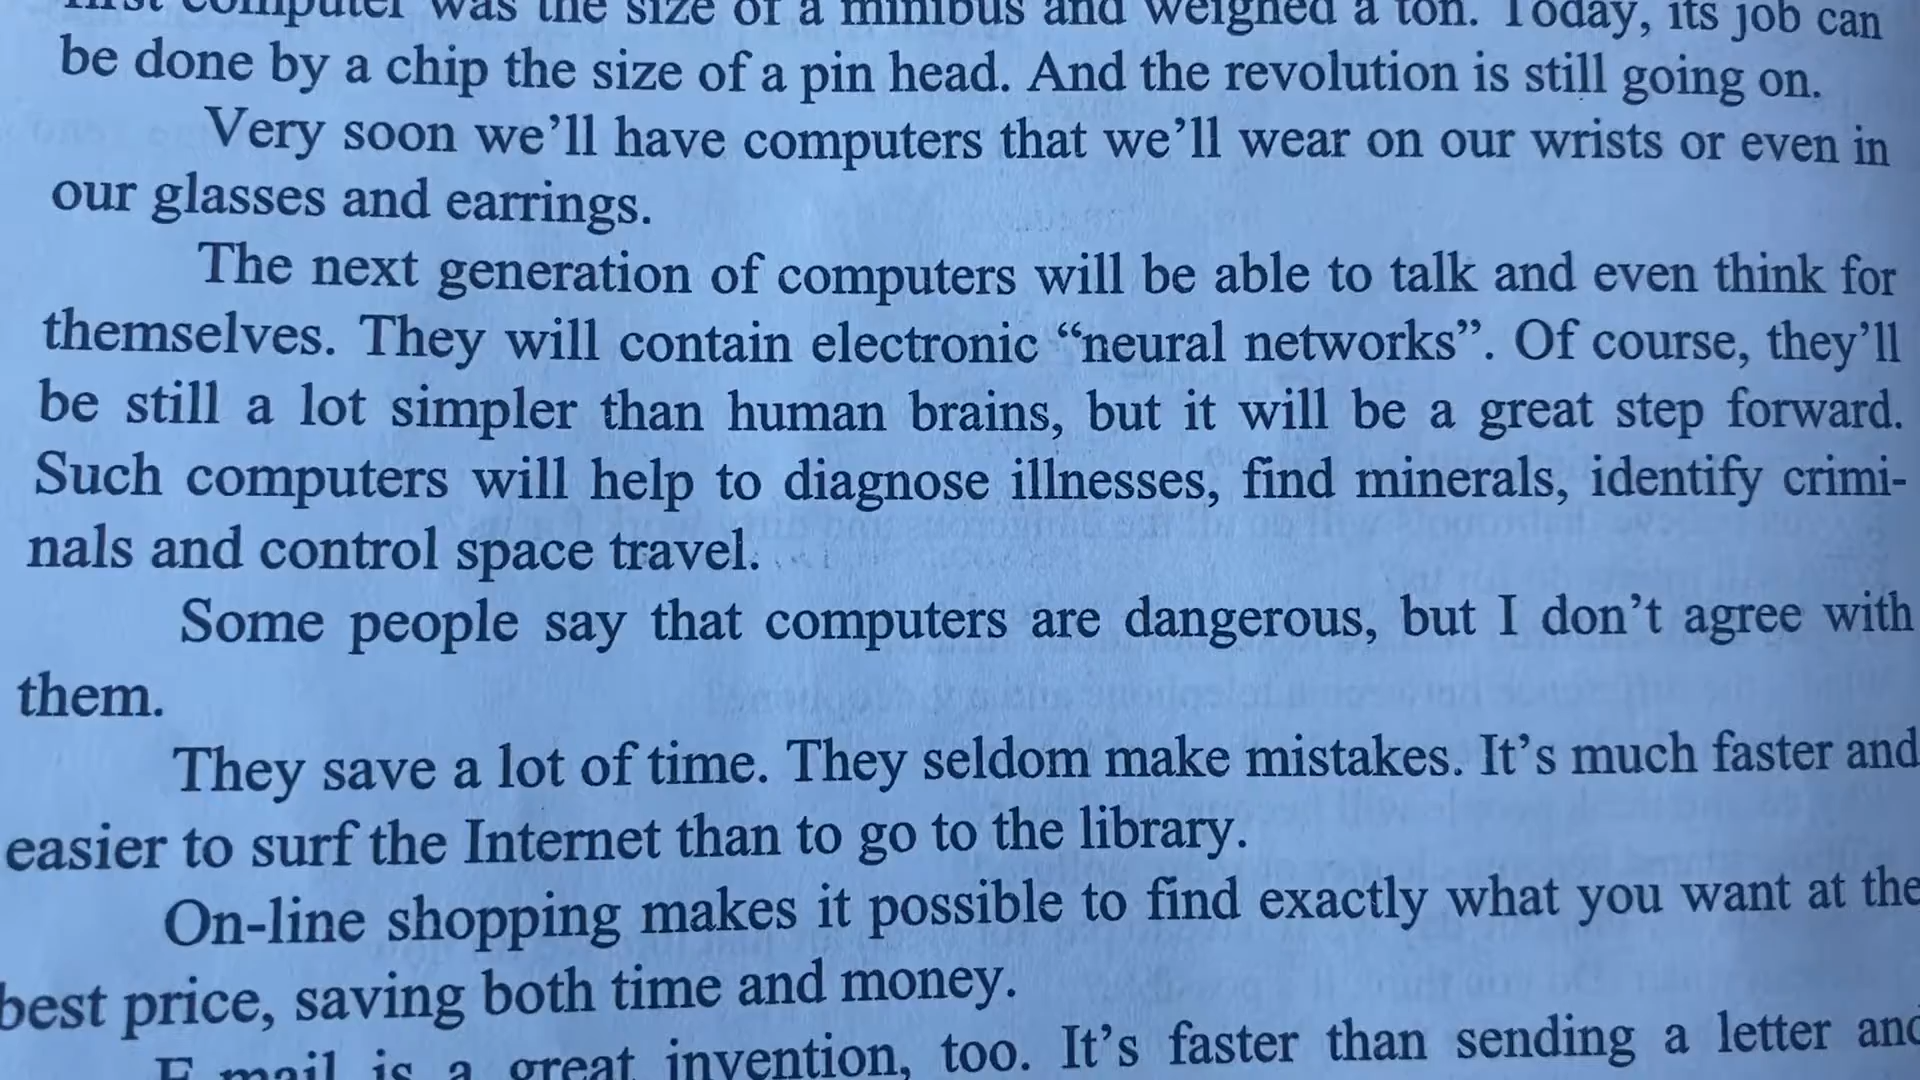 first computer was the size of a minibus and weighed a ton. Today, its job can
be done by a chip the size of a pin head. And the revolution is still going on.
Very soon we’ll have computers that we’ll wear on our wrists or even in
our glasses and earrings.
The next generation of computers will be able to talk and even think for
themselves. They will contain electronic “neural networks”. Of course, they’ll
be still a lot simpler than human brains, but it will be a great step forward.
Such computers will help to diagnose illnesses, find minerals, identify crimi-
nals and control space travel.
Some people say that computers are dangerous, but I don’t agree with
them.
They save a lot of time. They seldom make mistakes. It’s much faster and
easier to surf the Internet than to go to the library.
On-line shopping makes it possible to find exactly what you want at the
best price, saving both time and money.
E-mail is a great invention, too. It’s faster than sending a letter and